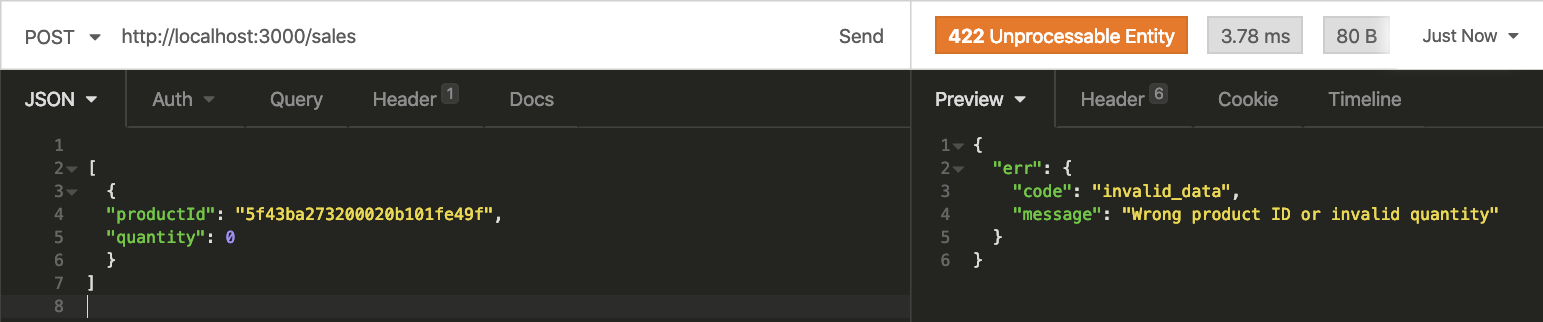 POST http://localhost:3000/sales Send 422 Unprocessable Entity 3.78 ms 80 B Just Now
JSON Auth Query Header 1 Docs Preview Header 6 Cookie Timeline
1
2 [
3 {
4 "productId": "5f43ba273200020b101fe49f",
5 "quantity": 0
6 }
7 ]
8
1 {
2 "err": {
3 "code": "invalid_data",
4 "message": "Wrong product ID or invalid quantity"
5 }
6 }